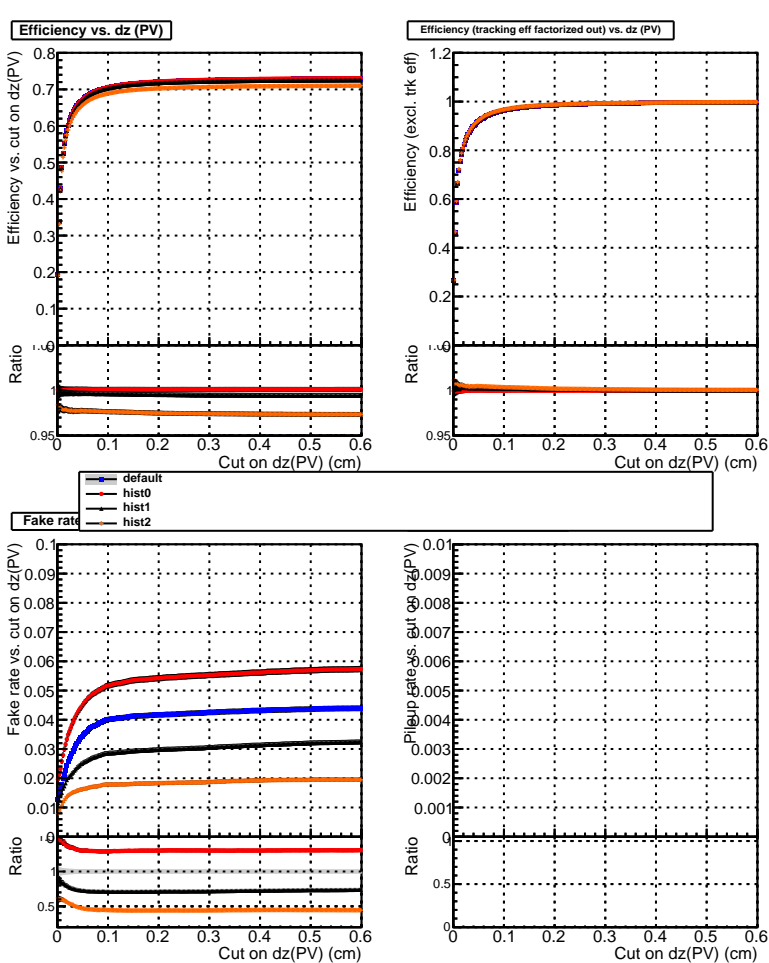 Efficiency vs. dz (PV)
Efficiency vs. cut on dz(PV)
0.8
0.7
0.6
0.5
0.4
0.3
0.2
0.1
0
Ratio
1
0.95
0 0.1 0.2 0.3 0.4 0.5 0.6
Cut on dz(PV) (cm)
Efficiency (tracking eff factorized out) vs. dz (PV)
Efficiency (excl. trk eff)
1.2
1
0.8
0.6
0.4
0.2
0
Ratio
1
0.95
0 0.1 0.2 0.3 0.4 0.5 0.6
Cut on dz(PV) (cm)
default
hist0
hist1
hist2
Fake rate
Fake rate vs. cut on dz(PV)
0.1
0.09
0.08
0.07
0.06
0.05
0.04
0.03
0.02
0.01
0
Ratio
1
0.5
0 0.1 0.2 0.3 0.4 0.5 0.6
Cut on dz(PV) (cm)
Pileup rate vs. cut on dz(PV)
0.01
0.009
0.008
0.007
0.006
0.005
0.004
0.003
0.002
0.001
0
Ratio
1
0.5
0
0 0.1 0.2 0.3 0.4 0.5 0.6
Cut on dz(PV) (cm)